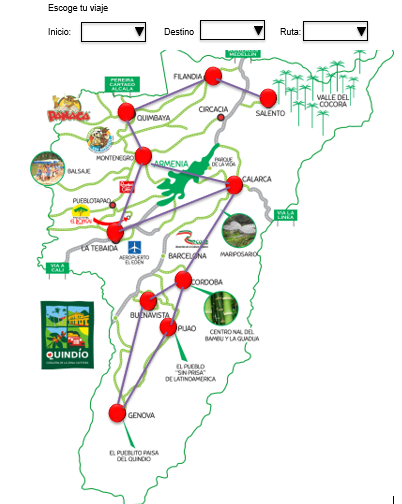 Escoge tu viaje
Inicio:
Destino
Ruta:
MEDELLIN
FILANDIA
PEREIRA
CARTAGO
ALCALA
SALENTO
VALLE DEL
COCORA
PANACA
QUIMBAYA
CIRCACIA
MONTENEGRO
ARMENIA
PARQUE
DE LA VIDA
BALSAJE
CALARCA
PUEBLOTAPAO
VIA LA
LINEA
LA TEBAIDA
AEROPUERTO
EL EDEN
BARCELONA
MARIPOSARIO
VIA A
CALI
CORDOBA
BUENAVISTA
PIJAO
CENTRO NAL DEL
BAMBU Y LA GUADUA
QUINDÍO
EL PUEBLO
"SIN PRISA"
DE LATINOAMERICA
GENOVA
EL PUEBLITO PAISA
DEL QUINDIO